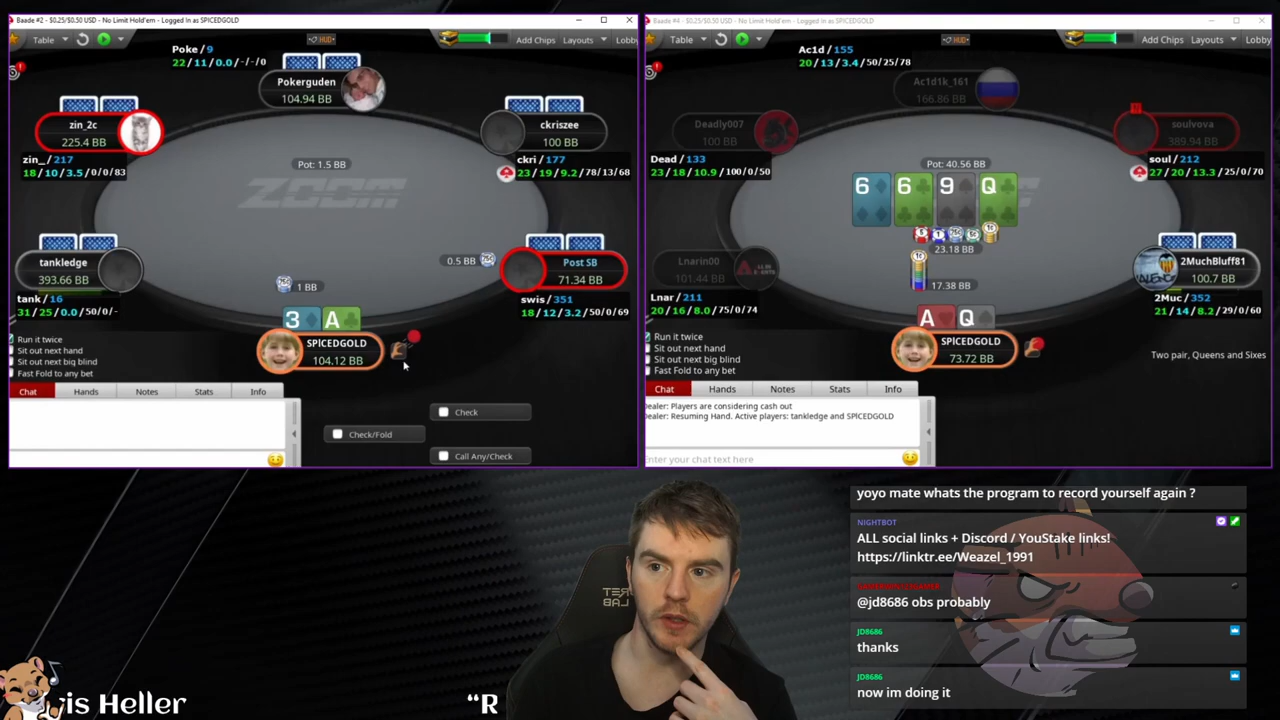 Baade #2 - $0.25/$0.50 USD - No Limit Hold'em - Logged In as SPICEDGOLD
Table
HUD
Add Chips
Layouts
Lobby
Poke / 9
22/11/0.0/-/-/0
Pokerguden
104.94 BB
zin_2c
225.4 BB
zin_/217
18/10/3.5/0/0/83
ckriszee
100 BB
ckri/177
23/19/9.2/78/13/68
Pot: 1.5 BB
ZOOM
tankledge
393.66 BB
tank/16
31/25/0.0/50/0/-
0.5 BB
Post SB
71.34 BB
swis/351
18/12/3.2/50/0/69
1 BB
3 A
SPICEDGOLD
104.12 BB
Run it twice
Sit out next hand
Sit out next big blind
Fast Fold to any bet
Chat
Hands
Notes
Stats
Info
Check
Check/Fold
Call Any/Check
Baade #4 - $0.25/$0.50 USD - No Limit Hold'em - Logged In as SPICEDGOLD
Table
HUD
Add Chips
Layouts
Lobby
Ac1d/155
20/13/3.4/50/25/78
Ac1d1k_161
166.86 BB
Deadly007
100 BB
Dead/133
23/18/10.9/100/0/50
soulvova
389.94 BB
soul/212
27/20/13.3/25/0/70
Pot: 40.56 BB
6 6 9 Q
23.18 BB
17.38 BB
Lnarin00
101.44 BB
Lnar/211
20/16/8.0/75/0/74
2MuchBluff81
100.7 BB
2Muc/352
21/14/8.2/29/0/60
A Q
SPICEDGOLD
73.72 BB
Two pair, Queens and Sixes
Run it twice
Sit out next hand
Sit out next big blind
Fast Fold to any bet
Chat
Hands
Notes
Stats
Info
Dealer: Players are considering cash out
Dealer: Resuming Hand. Active players: tankledge and SPICEDGOLD
Enter your chat text here
yoyo mate whats the program to record yourself again ?
NIGHTBOT
ALL social links + Discord / YouStake links!
https://linktr.ee/Weazel_1991
@jd8686 obs probably
JD8686
thanks
JD8686
now im doing it
ris Heller
“R